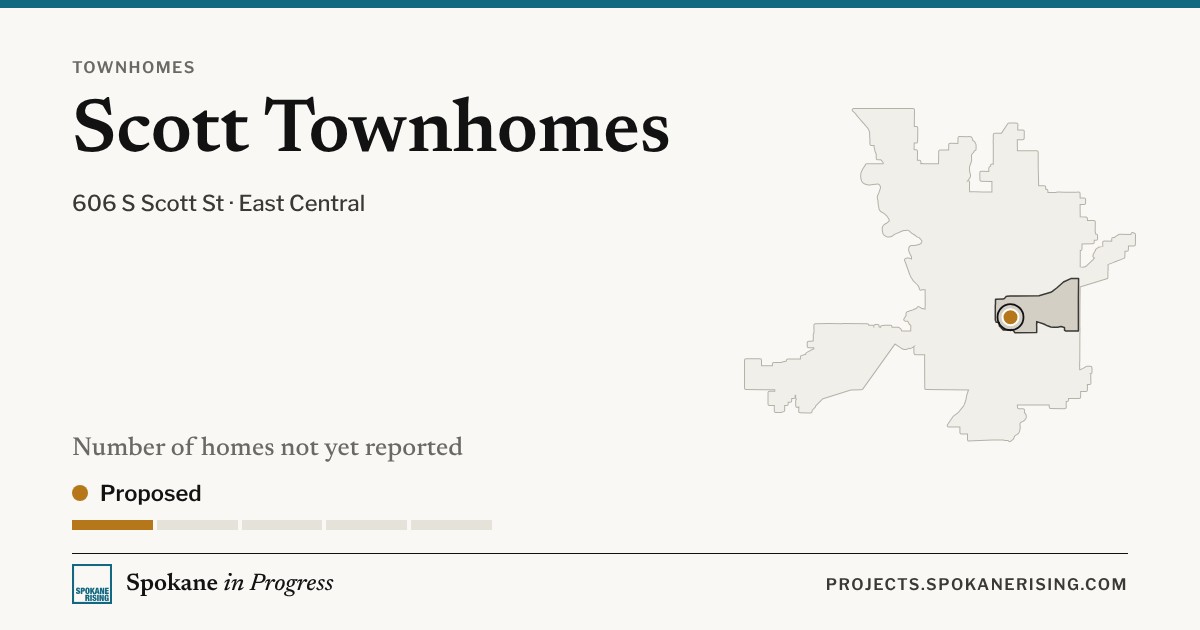 TOWNHOMES
Scott Townhomes
606 S Scott St · East Central
Number of homes not yet reported
Proposed
SPOKANE
RISING
Spokane in Progress
PROJECTS.SPOKANERISING.COM